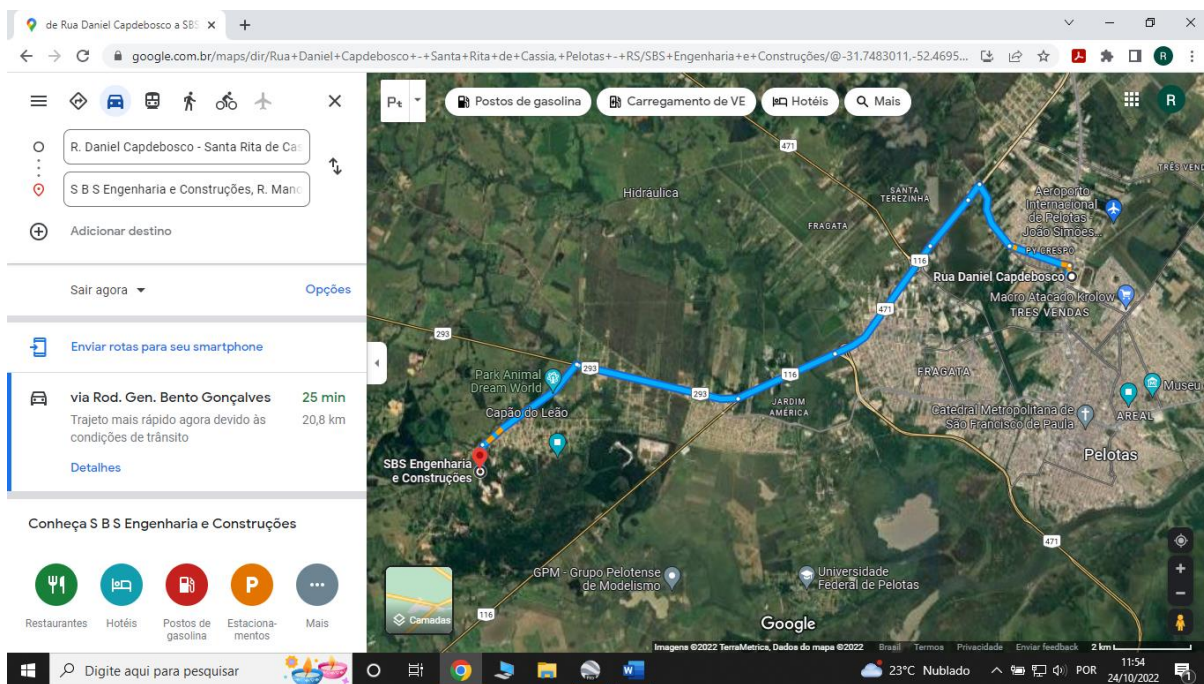 de Rua Daniel Capdebosco a SBS
google.com.br/maps/dir/Rua+Daniel+Capdebosco+-+Santa+Rita+de+Cassia,+Pelotas+-+RS/SBS+Engenharia+e+Construções/@-31.7483011,-52.4695...
R
R. Daniel Capdebosco - Santa Rita de Cas
S B S Engenharia e Construções, R. Mano
Adicionar destino
Sair agora
Opções
Enviar rotas para seu smartphone
via Rod. Gen. Bento Gonçalves
25 min
Trajeto mais rápido agora devido às
20,8 km
condições de trânsito
Detalhes
Conheça S B S Engenharia e Construções
Restaurantes
Hotéis
Postos de
gasolina
Estaciona-
mentos
Mais
Postos de gasolina
Carregamento de VE
Hotéis
Mais
R
471
Hidráulica
SANTA
TEREZINHA
TRÊS VEND
Aeroporto
Internacional
de Pelotas -
João Simões...
FRAGATA
PY CRESPO
116
Rua Daniel Capdebosco
Macro Atacado Krolow
TRES VENDAS
471
293
Park Animal
Dream World
293
116
FRAGATA
Museu
293
JARDIM
AMÉRICA
Capão do Leão
Catedral Metropolitana de
São Francisco de Paula
AREAL
Pelotas
SBS Engenharia
e Construções
471
GPM - Grupo Pelotense
de Modelismo
Universidade
Federal de Pelotas
116
Camadas
Google
Imagens ©2022 TerraMetrics, Dados do mapa ©2022
Brasil
Termos
Privacidade
Enviar feedback
2 km
Digite aqui para pesquisar
23°C Nublado
POR
11:54
24/10/2022